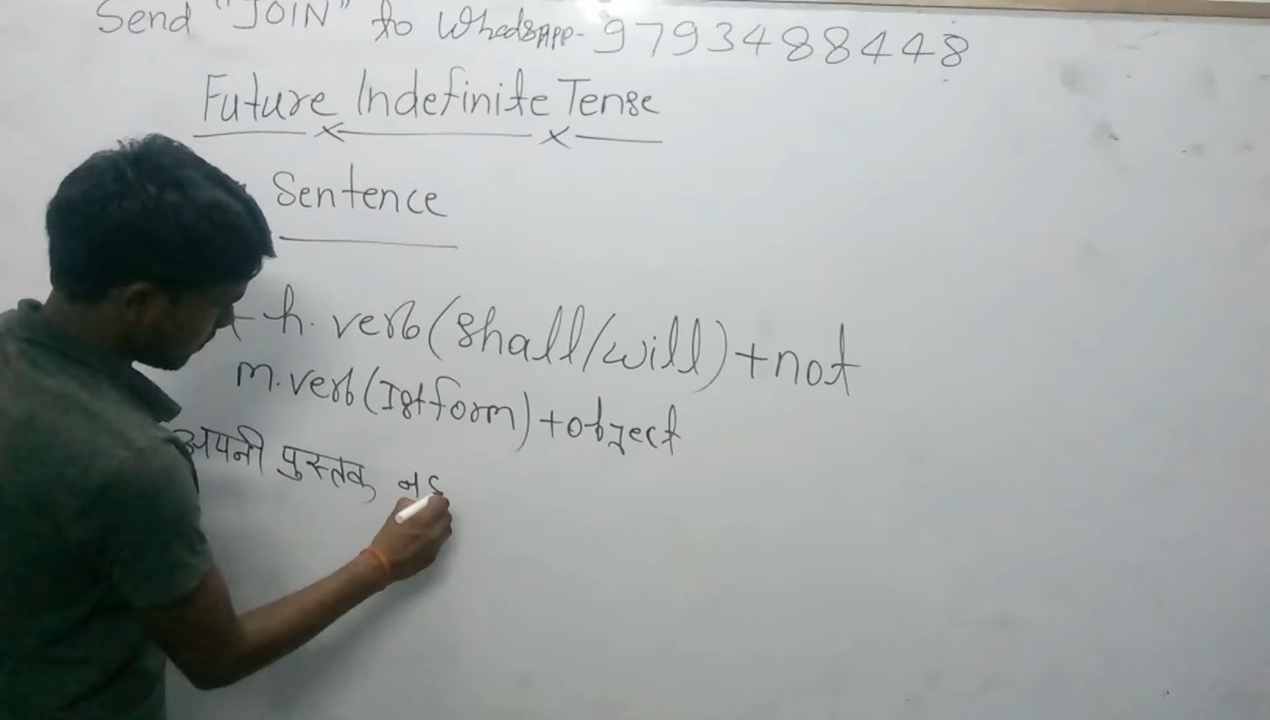 Send "JOIN" to WhatsApp-9793488448
Future Indefinite Tense
Sentence
+h.verb(shall/will)+not
m.verb(Ist form)+object
अपनी पुस्तक